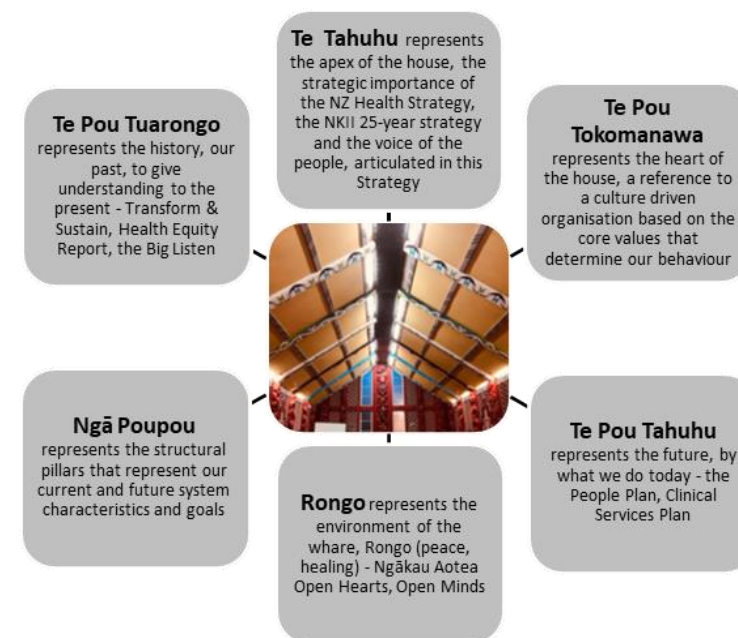 Te Tahuhu represents
the apex of the house, the
strategic importance of
the NZ Health Strategy,
the NKII 25-year strategy
and the voice of the
people, articulated in this
Strategy
Te Pou Tuarongo
represents the history, our
past, to give
understanding to the
present - Transform &
Sustain, Health Equity
Report, the Big Listen
Te Pou
Tokomanawa
represents the heart of
the house, a reference to
a culture driven
organisation based on the
core values that
determine our behaviour
Ngā Poupou
represents the structural
pillars that represent our
current and future system
characteristics and goals
Te Pou Tahuhu
represents the future, by
what we do today - the
People Plan, Clinical
Services Plan
Rongo represents the
environment of the
whare, Rongo (peace,
healing) - Ngākau Aotea
Open Hearts, Open Minds